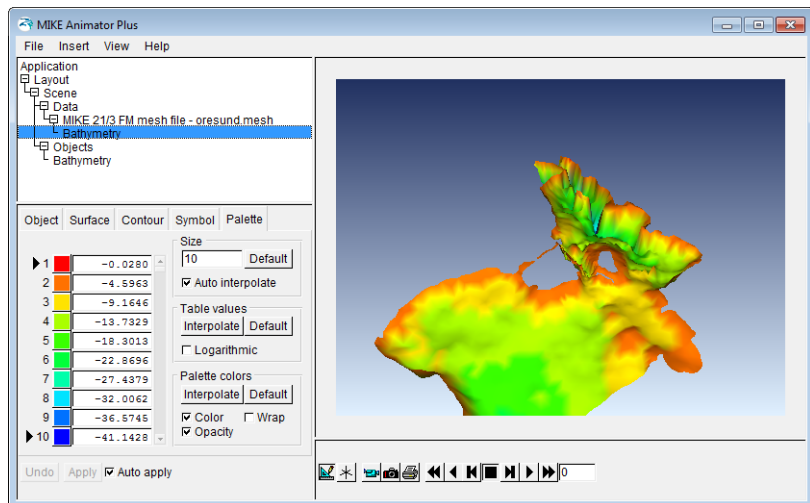 MIKE Animator Plus
File Insert View Help
Application
Layout
Scene
Data
MIKE 21/3 FM mesh file - oresund.mesh
Bathymetry
Objects
Bathymetry
Object Surface Contour Symbol Palette
1 -0.0280
2 -4.5963
3 -9.1646
4 -13.7329
5 -18.3013
6 -22.8696
7 -27.4379
8 -32.0062
9 -36.5745
10 -41.1428
Size
10 Default
Auto interpolate
Table values
Interpolate Default
Logarithmic
Palette colors
Interpolate Default
Color Wrap
Opacity
Undo Apply Auto apply
0